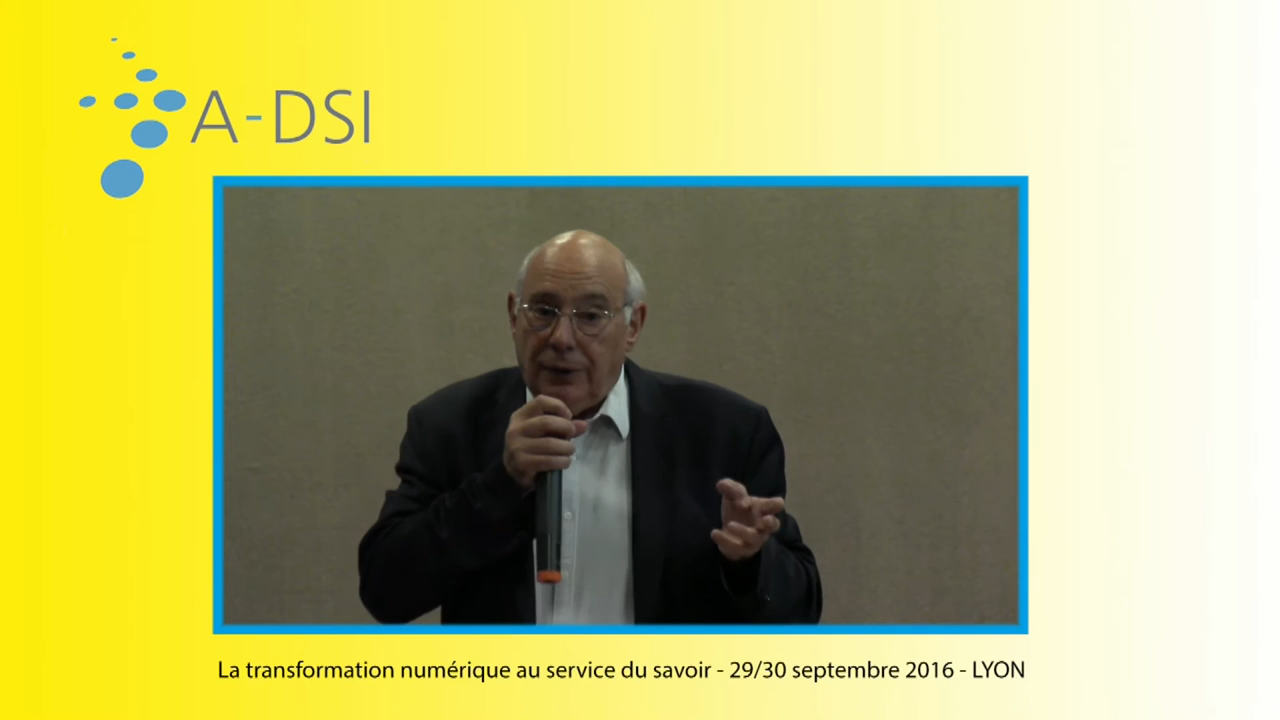 A-DSI
La transformation numérique au service du savoir - 29/30 septembre 2016 - LYON